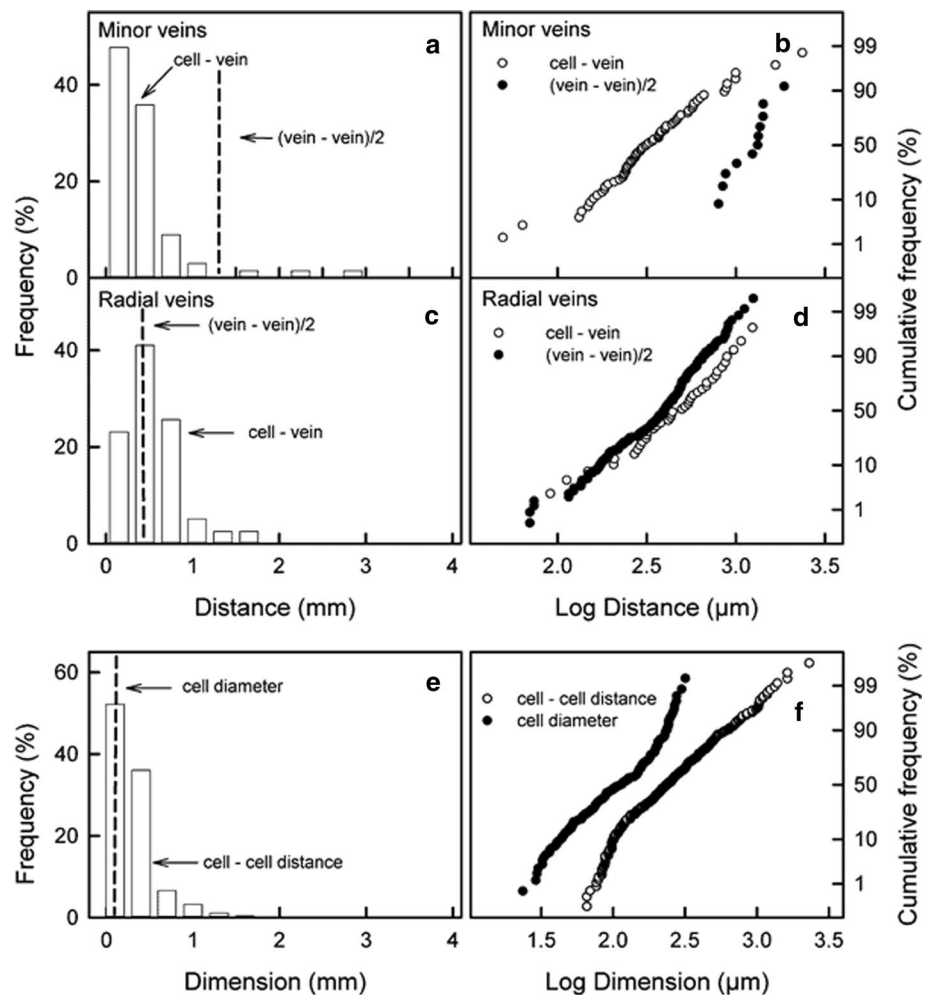 Minor veins
a
cell - vein
(vein - vein)/2
40
20
0
Minor veins
b
cell - vein
(vein - vein)/2
99
90
50
10
1
Frequency (%)
Cumulative frequency (%)
Radial veins
c
(vein - vein)/2
cell - vein
40
20
0
0 1 2 3 4
Distance (mm)
Radial veins
d
cell - vein
(vein - vein)/2
99
90
50
10
1
2.0 2.5 3.0 3.5
Log Distance (µm)
e
cell diameter
cell - cell distance
60
40
20
0
Frequency (%)
0 1 2 3 4
Dimension (mm)
f
cell - cell distance
cell diameter
99
90
50
10
1
Cumulative frequency (%)
1.5 2.0 2.5 3.0 3.5
Log Dimension (µm)